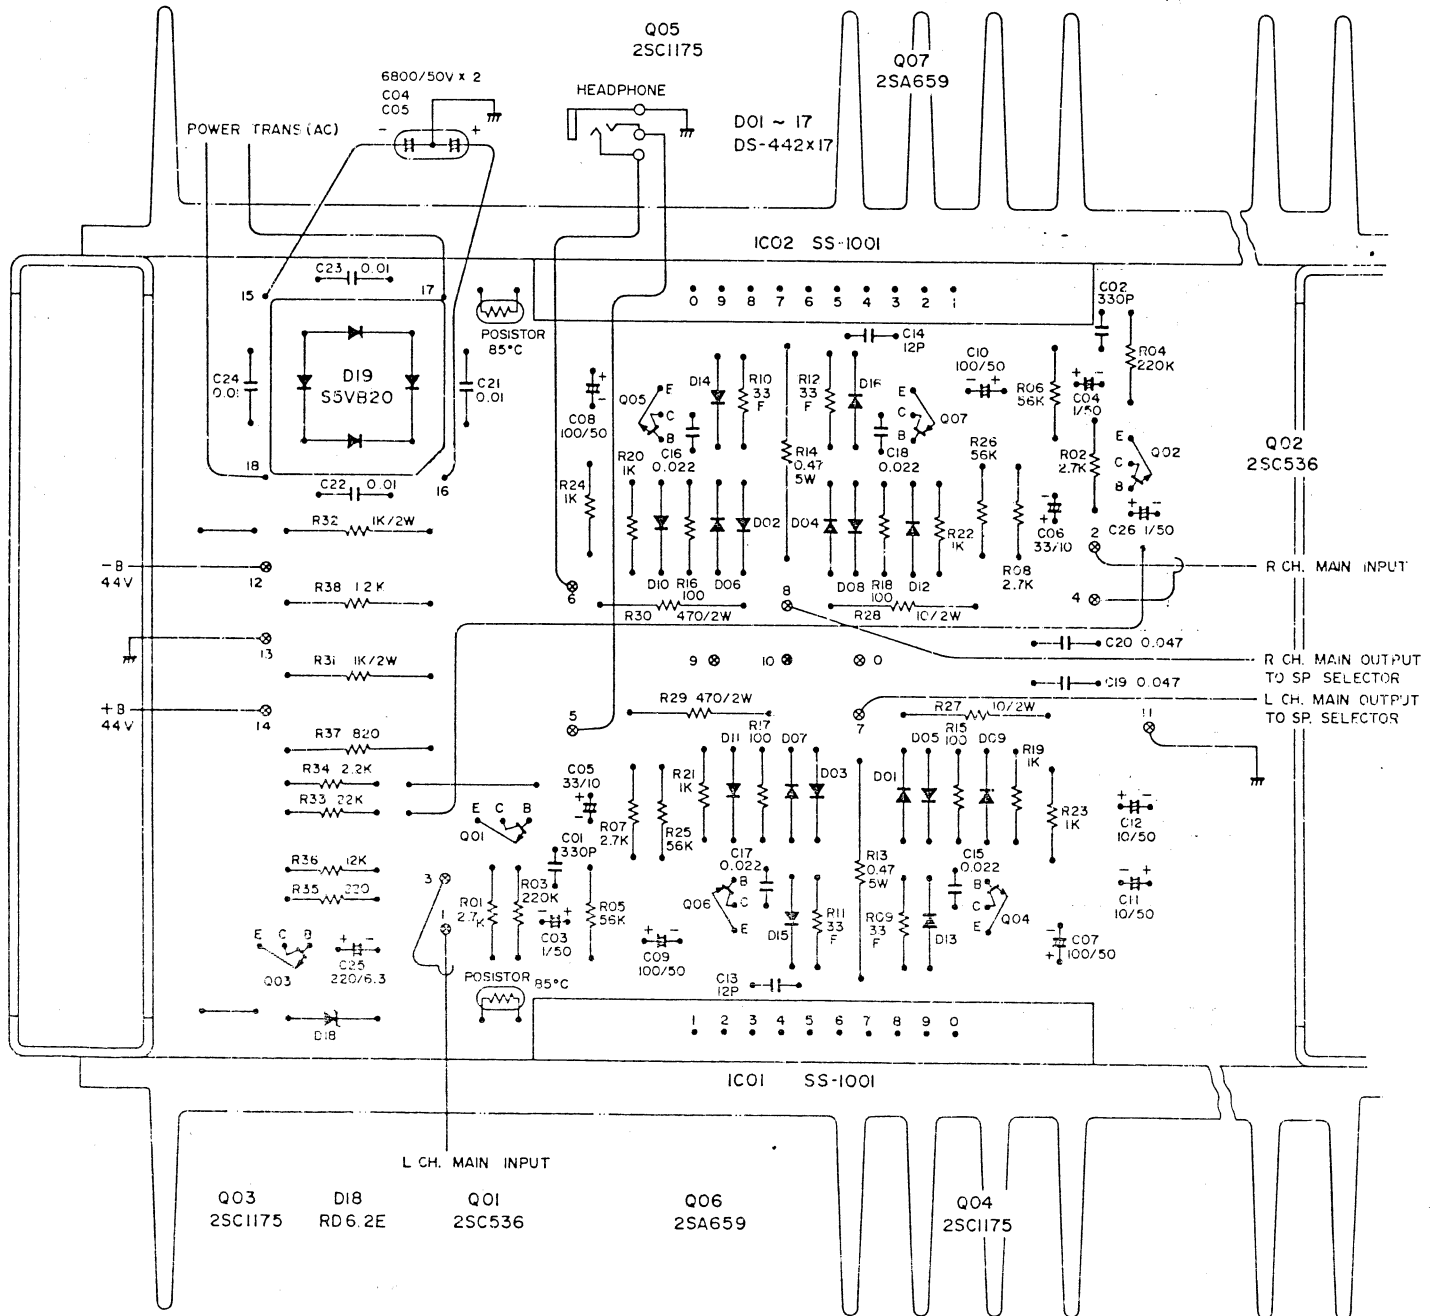 Q05
2SC1175
Q07
2SA659
6800/50V x 2
C04
C05
- +
HEADPHONE
POWER TRANS (AC)
D01 ~ 17
DS-442x17
IC02 SS-1001
C23 0.01
15
17
POSISTOR
85°C
0 9 8 7 6 5 4 3 2 1
C02
330P
C14
12P
R04
220K
C24
0.01
D19
S5VB20
C21
0.01
C10
100/50
R06
56K
C04
1/50
C08
100/50
Q05
E
C
B
D14
R10
33
F
R12
33
F
D16
E
C
B
Q07
C16
0.022
R14
0.47
5W
C18
0.022
R26
56K
R02
2.7K
E
C
B
Q02
Q02
2SC536
18
16
C22 0.01
R20
1K
R24
1K
R32 1K/2W
D02
D04
R22
1K
C06
33/10
C26 1/50
2
-B
44V
12
R38 1.2K
D10
R16
100
D06
8
D08
R18
100
D12
R08
2.7K
R CH. MAIN INPUT
6
R30 470/2W
R28 10/2W
4
13
C20 0.047
R31 1K/2W
9 10 0
R CH. MAIN OUTPUT
TO SP. SELECTOR
C19 0.047
+B
44V
14
R29 470/2W
R27 10/2W
L CH. MAIN OUTPUT
TO SP. SELECTOR
5
7
11
R37 820
R17
100
D11
D07
D05
R15
100
D09
R19
1K
R34 2.2K
C05
33/10
R21
1K
D03
D01
R33 22K
E C B
Q01
R07
2.7K
R25
56K
R23
1K
C12
10/50
C01
330P
R36 12K
C17
0.022
R13
0.47
5W
C15
0.022
3
R35 220
R01
2.7K
R03
220K
R05
56K
B
C
E
Q06
B
C
E
Q04
C11
10/50
1
E C B
Q03
C25
220/6.3
C03
1/50
C09
100/50
D15
R11
33
F
R09
33
F
D13
C07
100/50
POSISTOR
85°C
C13
12P
D18
1 2 3 4 5 6 7 8 9 0
IC01 SS-1001
L CH. MAIN INPUT
Q03
2SC1175
D18
RD6.2E
Q01
2SC536
Q06
2SA659
Q04
2SC1175